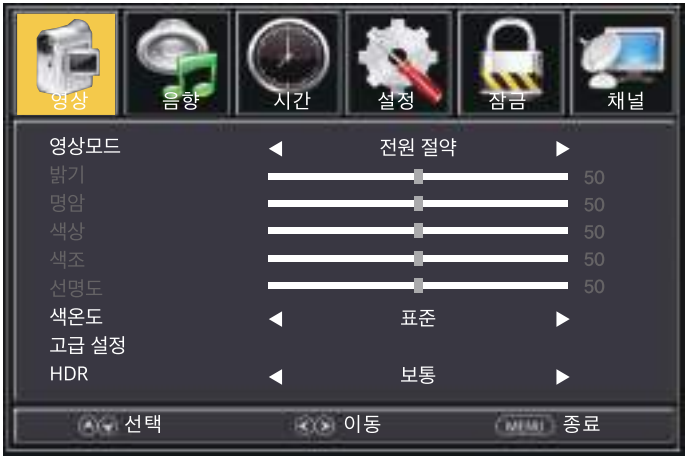 영상 음향 시간 설정 잠금 채널
영상모드 전원 절약
밝기 50
명암 50
색상 50
색조 50
선명도 50
색온도 표준
고급 설정
HDR 보통
선택 이동 MENU 종료